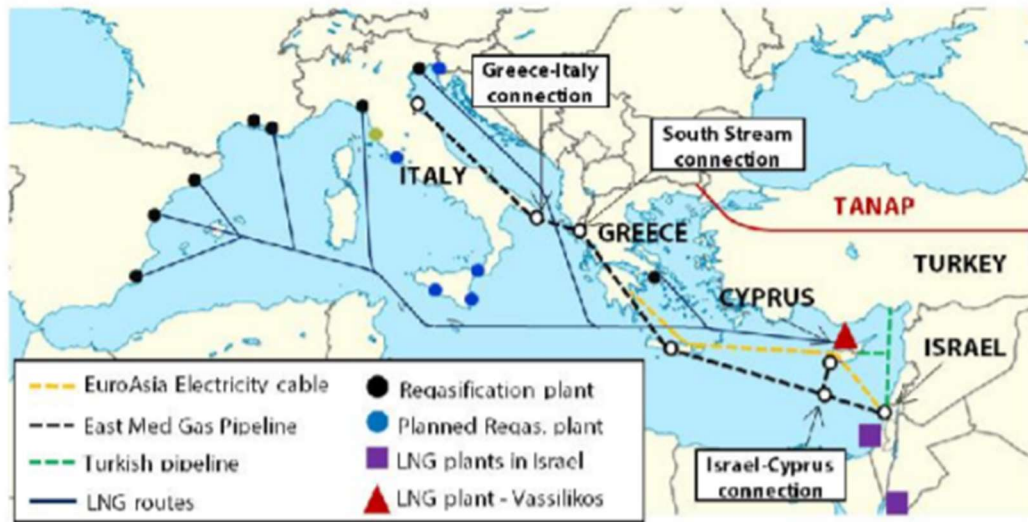 Greece-Italy
connection
South Stream
connection
ITALY
TANAP
GREECE
TURKEY
CYPRUS
ISRAEL
EuroAsia Electricity cable
East Med Gas Pipeline
Turkish pipeline
LNG routes
Regasification plant
Planned Regas. plant
LNG plants in Israel
LNG plant - Vassilikos
Israel-Cyprus
connection